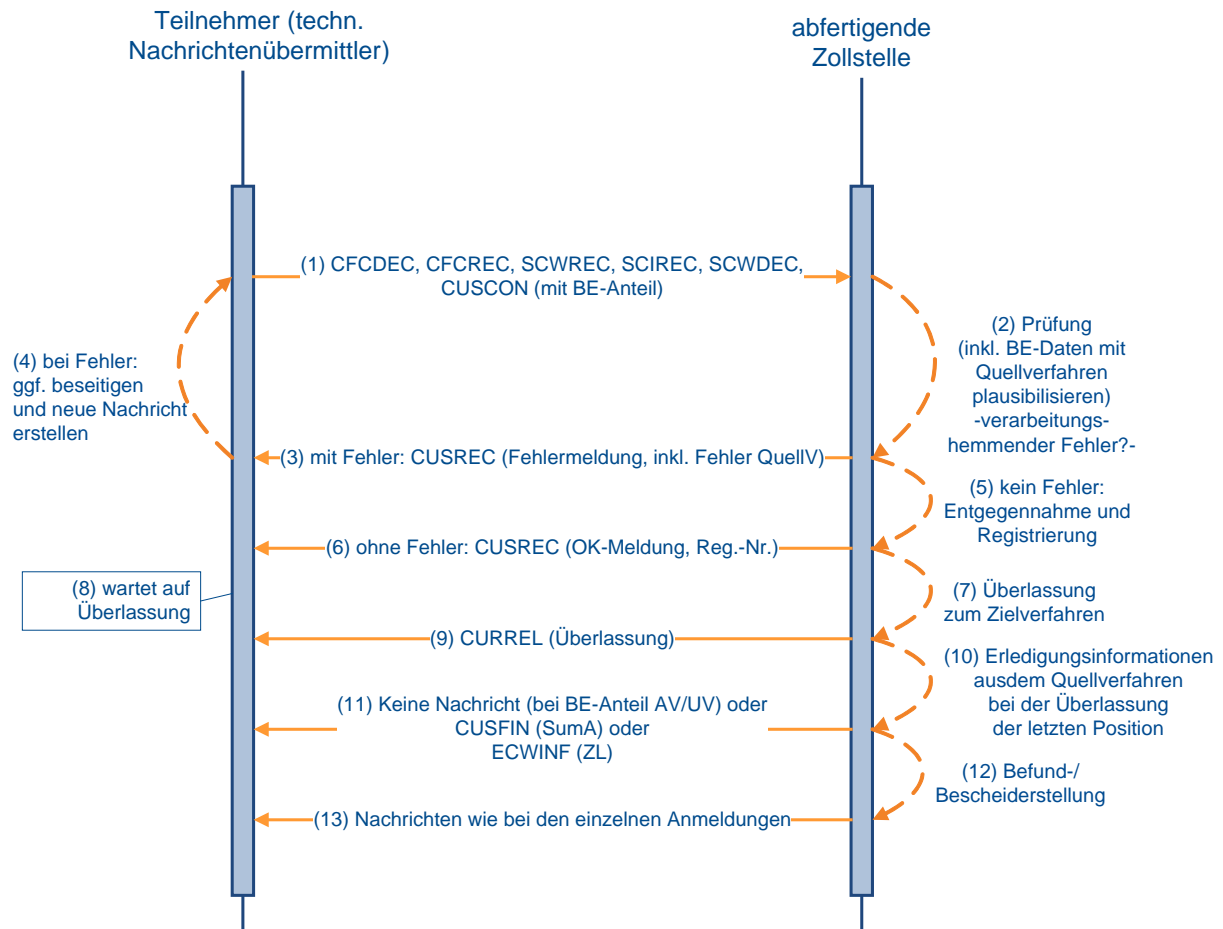 Teilnehmer (techn.
Nachrichtenübermittler)
abfertigende
Zollstelle
(1) CFCDEC, CFCREC, SCWREC, SCIREC, SCWDEC,
CUSCON (mit BE-Anteil)
(2) Prüfung
(inkl. BE-Daten mit
Quellverfahren
plausibilisieren)
-verarbeitungs-
hemmender Fehler?-
(4) bei Fehler:
ggf. beseitigen
und neue Nachricht
erstellen
(3) mit Fehler: CUSREC (Fehlermeldung, inkl. Fehler QuellV)
(5) kein Fehler:
Entgegennahme und
Registrierung
(6) ohne Fehler: CUSREC (OK-Meldung, Reg.-Nr.)
(8) wartet auf
Überlassung
(7) Überlassung
zum Zielverfahren
(9) CURREL (Überlassung)
(10) Erledigungsinformationen
ausdem Quellverfahren
bei der Überlassung
der letzten Position
(11) Keine Nachricht (bei BE-Anteil AV/UV) oder
CUSFIN (SumA) oder
ECWINF (ZL)
(12) Befund-/
Bescheiderstellung
(13) Nachrichten wie bei den einzelnen Anmeldungen